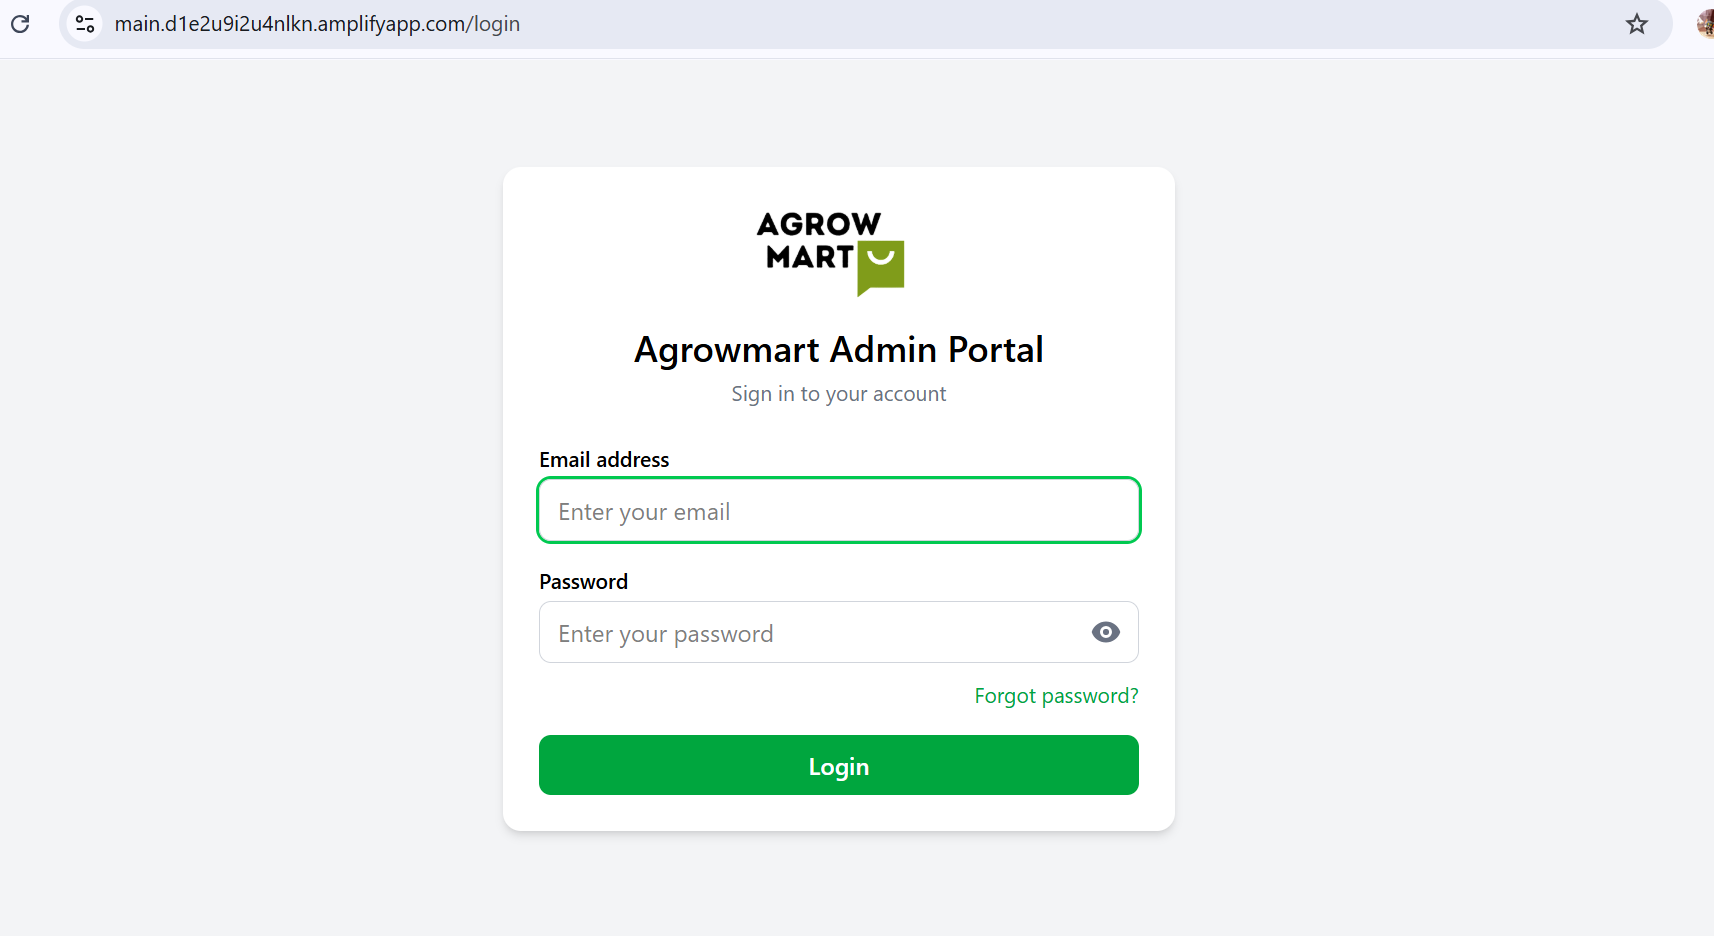 main.d1e2u9i2u4nlkn.amplifyapp.com/login
AGROW
MART
Agrowmart Admin Portal
Sign in to your account
Email address
Enter your email
Password
Enter your password
Forgot password?
Login